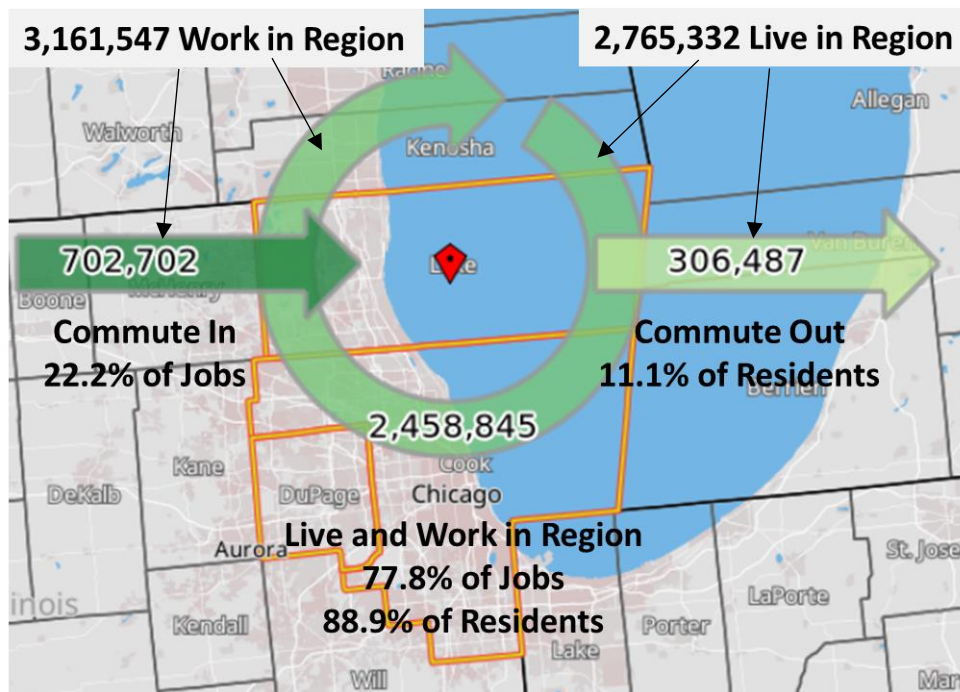 3,161,547 Work in Region
2,765,332 Live in Region
Racine
Allegan
Walworth
Kenosha
702,702
Lake
306,487
Van Buren
Boone
McHenry
Commute In
22.2% of Jobs
Commute Out
11.1% of Residents
Berrien
2,458,845
Kane
Cook
DeKalb
DuPage
Chicago
Live and Work in Region
Aurora
St. Jose
77.8% of Jobs
LaPorte
inois
88.9% of Residents
Kendall
Porter
Lake
Will
Mar